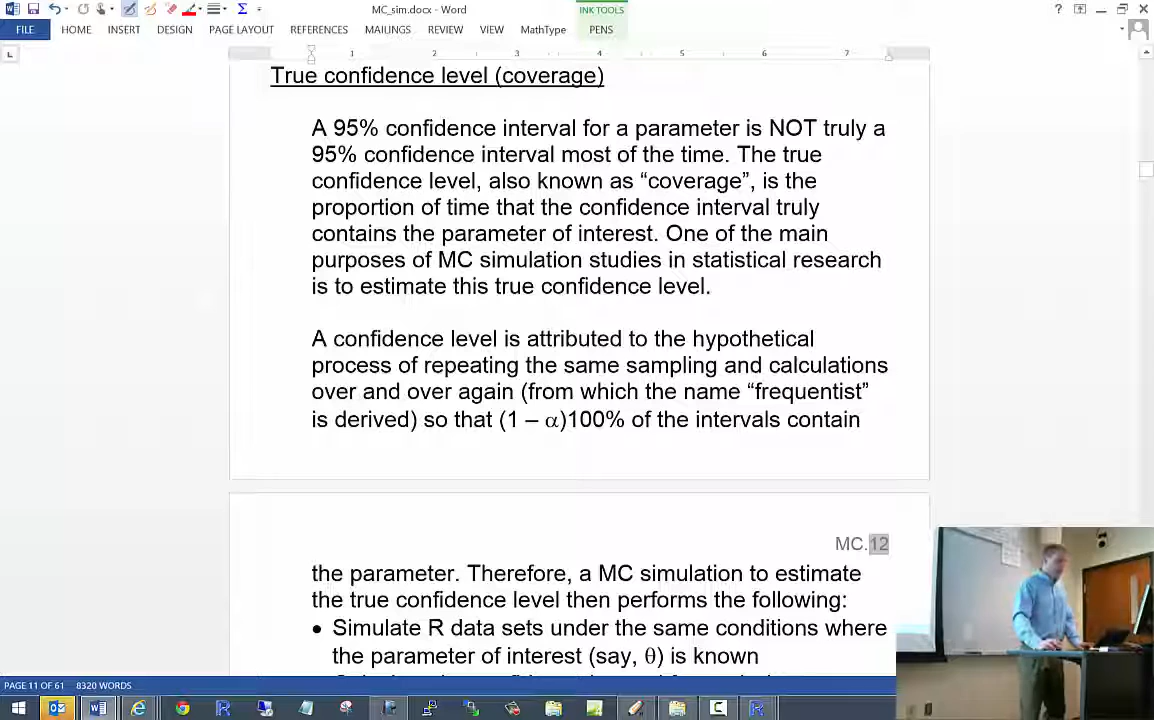 MC_sim.docx - Word
INK TOOLS
FILE HOME INSERT DESIGN PAGE LAYOUT REFERENCES MAILINGS REVIEW VIEW MathType PENS
1 2 3 4 5 6 7
True confidence level (coverage)
A 95% confidence interval for a parameter is NOT truly a
95% confidence interval most of the time. The true
confidence level, also known as “coverage”, is the
proportion of time that the confidence interval truly
contains the parameter of interest. One of the main
purposes of MC simulation studies in statistical research
is to estimate this true confidence level.
A confidence level is attributed to the hypothetical
process of repeating the same sampling and calculations
over and over again (from which the name “frequentist”
is derived) so that (1 – α)100% of the intervals contain
MC.12
the parameter. Therefore, a MC simulation to estimate
the true confidence level then performs the following:
• Simulate R data sets under the same conditions where
the parameter of interest (say, θ) is known
PAGE 11 OF 61 8320 WORDS